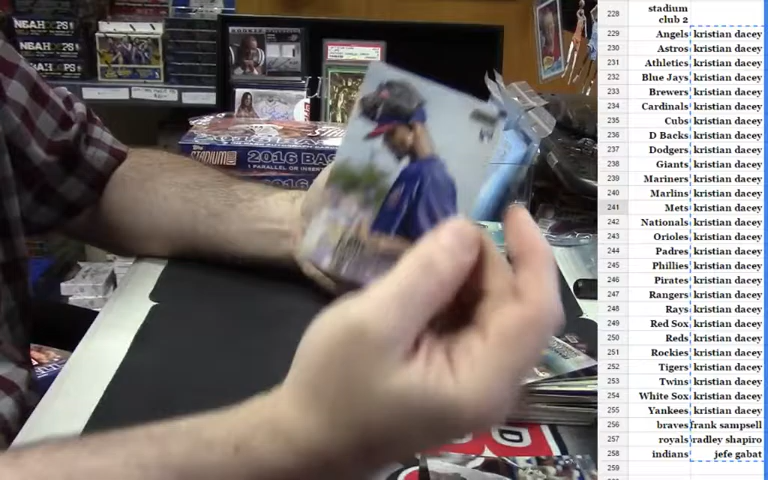 228 stadium
club 2
229 Angels kristian dacey
230 Astros kristian dacey
231 Athletics kristian dacey
232 Blue Jays kristian dacey
233 Brewers kristian dacey
234 Cardinals kristian dacey
235 Cubs kristian dacey
236 D Backs kristian dacey
237 Dodgers kristian dacey
238 Giants kristian dacey
239 Mariners kristian dacey
240 Marlins kristian dacey
241 Mets kristian dacey
242 Nationals kristian dacey
243 Orioles kristian dacey
244 Padres kristian dacey
245 Phillies kristian dacey
246 Pirates kristian dacey
247 Rangers kristian dacey
248 Rays kristian dacey
249 Red Sox kristian dacey
250 Reds kristian dacey
251 Rockies kristian dacey
252 Tigers kristian dacey
253 Twins kristian dacey
254 White Sox kristian dacey
255 Yankees kristian dacey
256 braves frank sampsell
257 royals radley shapiro
258 indians jefe gabat
259
NBA HOOPS
STADIUM
2016 BAS
1 PARALLEL OR INSER
2016